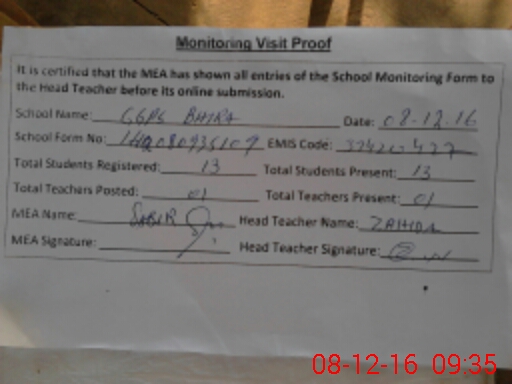 Monitoring Visit Proof
It is certified that the MEA has shown all entries of the School Monitoring Form to
the Head Teacher before its online submission.
School Name: GGPS BHIRA Date: 08-12-16
School Form No: EMIS Code:
Total Students Registered: 13 Total Students Present: 13
Total Teachers Posted: 01 Total Teachers Present: 01
MEA Name: SABIR Head Teacher Name: ZAHIDA
MEA Signature: Head Teacher Signature:
08-12-16 09:35